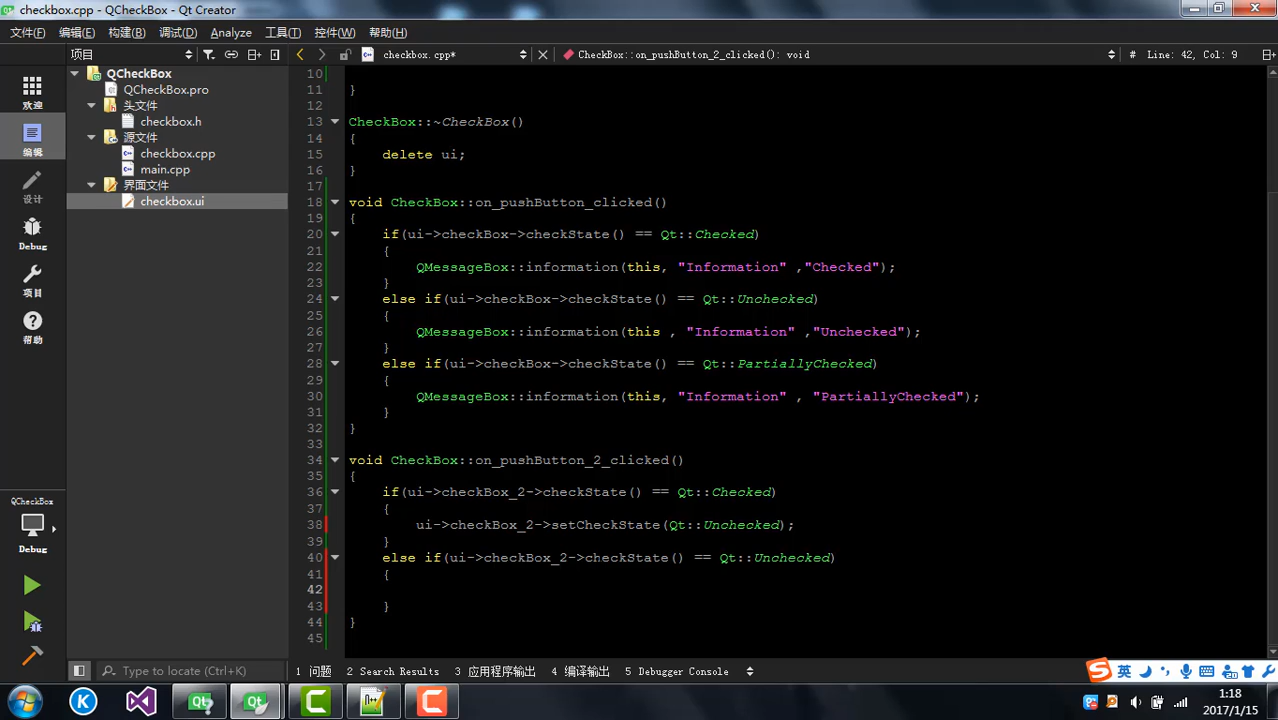 checkbox.cpp - QCheckBox - Qt Creator
文件(F) 编辑(E) 构建(B) 调试(D) Analyze 工具(T) 控件(W) 帮助(H)
项目 checkbox.cpp* CheckBox::on_pushButton_2_clicked(): void # Line: 42, Col: 9
QCheckBox
QCheckBox.pro
头文件
checkbox.h
源文件
checkbox.cpp
main.cpp
界面文件
checkbox.ui
欢迎
编辑
设计
Debug
项目
帮助
QCheckBox
Debug
10
11 }
12
13 CheckBox::~CheckBox()
14 {
15 delete ui;
16 }
17
18 void CheckBox::on_pushButton_clicked()
19 {
20 if(ui->checkBox->checkState() == Qt::Checked)
21 {
22 QMessageBox::information(this, "Information" ,"Checked");
23 }
24 else if(ui->checkBox->checkState() == Qt::Unchecked)
25 {
26 QMessageBox::information(this , "Information" ,"Unchecked");
27 }
28 else if(ui->checkBox->checkState() == Qt::PartiallyChecked)
29 {
30 QMessageBox::information(this, "Information" , "PartiallyChecked");
31 }
32 }
33
34 void CheckBox::on_pushButton_2_clicked()
35 {
36 if(ui->checkBox_2->checkState() == Qt::Checked)
37 {
38 ui->checkBox_2->setCheckState(Qt::Unchecked);
39 }
40 else if(ui->checkBox_2->checkState() == Qt::Unchecked)
41 {
42
43 }
44 }
45
Type to locate (Ctrl+K) 1 问题 2 Search Results 3 应用程序输出 4 编译输出 5 Debugger Console
英
1:18
2017/1/15